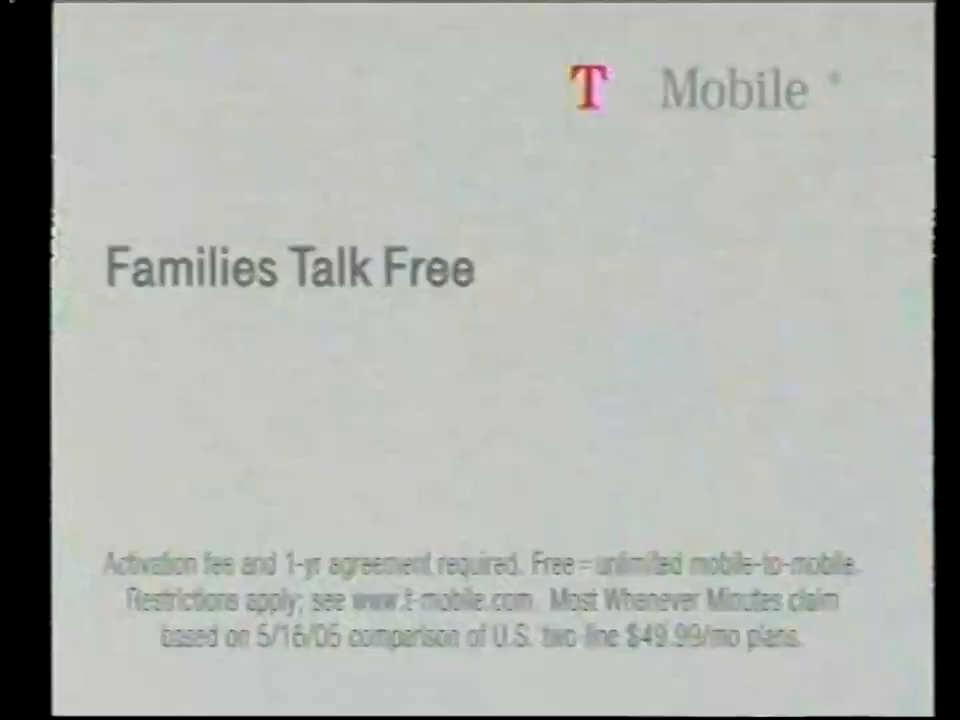 T Mobile
Families Talk Free
Activation fee and 1-yr agreement required. Free = unlimited mobile-to-mobile.
Restrictions apply; see www.t-mobile.com. Most Whenever Minutes claim
based on 5/16/05 comparison of U.S. two-line $49.99/mo plans.